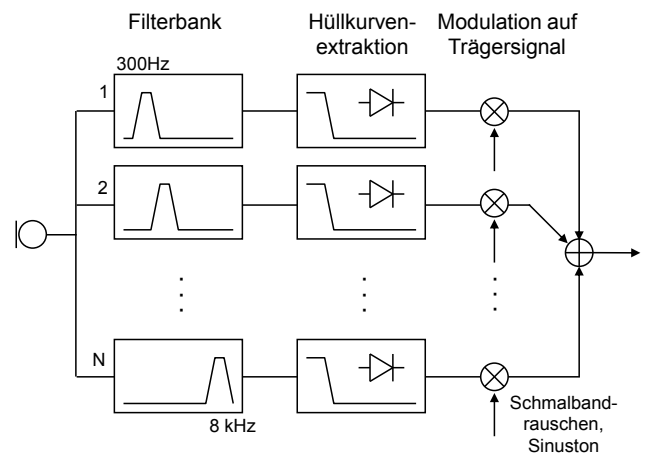 Filterbank
Hüllkurven-
extraktion
Modulation auf
Trägersignal
300Hz
1
2
N
8 kHz
Schmalband-
rauschen,
Sinuston